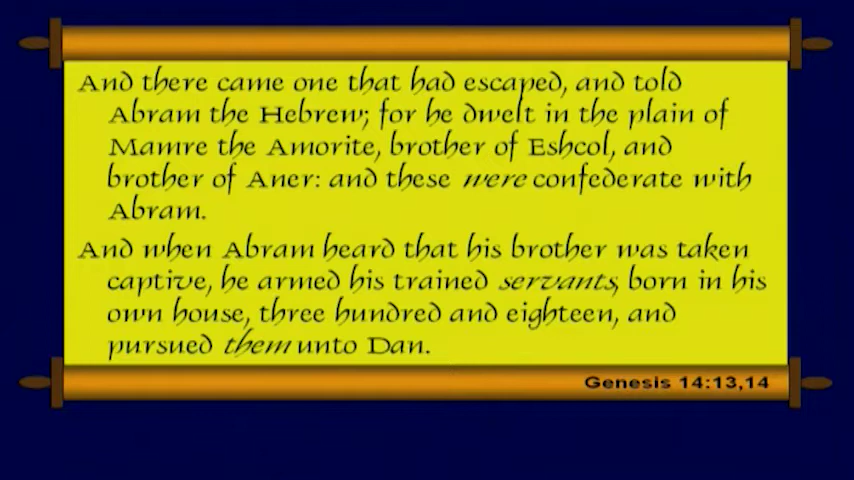 And there came one that had escaped, and told
Abram the Hebrew; for he dwelt in the plain of
Mamre the Amorite, brother of Eshcol, and
brother of Aner: and these were confederate with
Abram.
And when Abram heard that his brother was taken
captive, he armed his trained servants, born in his
own house, three hundred and eighteen, and
pursued them unto Dan.
Genesis 14:13,14